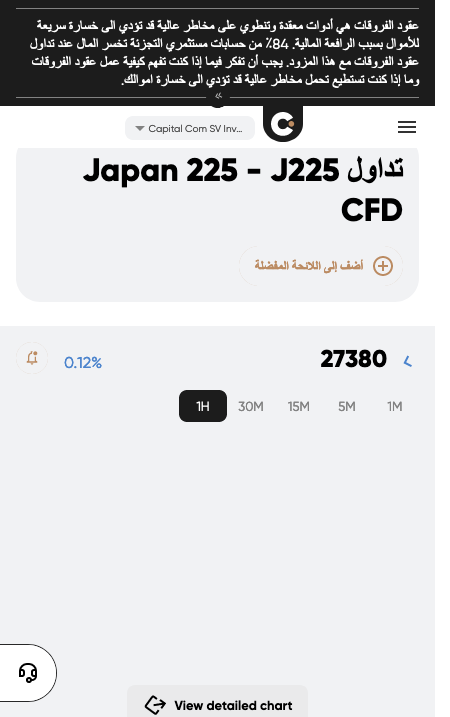 عقود الفروقات هي أدوات معقدة وتنطوي على مخاطر عالية قد تؤدي الى خسارة سريعة
للأموال بسبب الرافعة المالية. 84٪ من حسابات مستثمري التجزئة تخسر المال عند تداول
عقود الفروقات مع هذا المزود. يجب أن تفكر فيما إذا كنت تفهم كيفية عمل عقود الفروقات
وما إذا كنت تستطيع تحمل مخاطر عالية قد تؤدي الى خسارة اموالك.
Capital Com SV Inv...
تداول Japan 225 - J225
CFD
أضف إلى اللائحة المفضلة
27380
0.12%
1M
5M
15M
30M
1H
View detailed chart